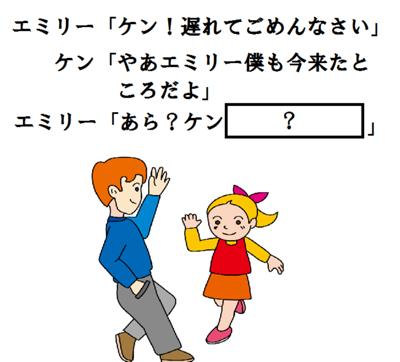 エミリー「ケン！遅れてごめんなさい」
ケン「やあエミリー僕も今来たと
ころだよ」
エミリー「あら？ケン ？ 」